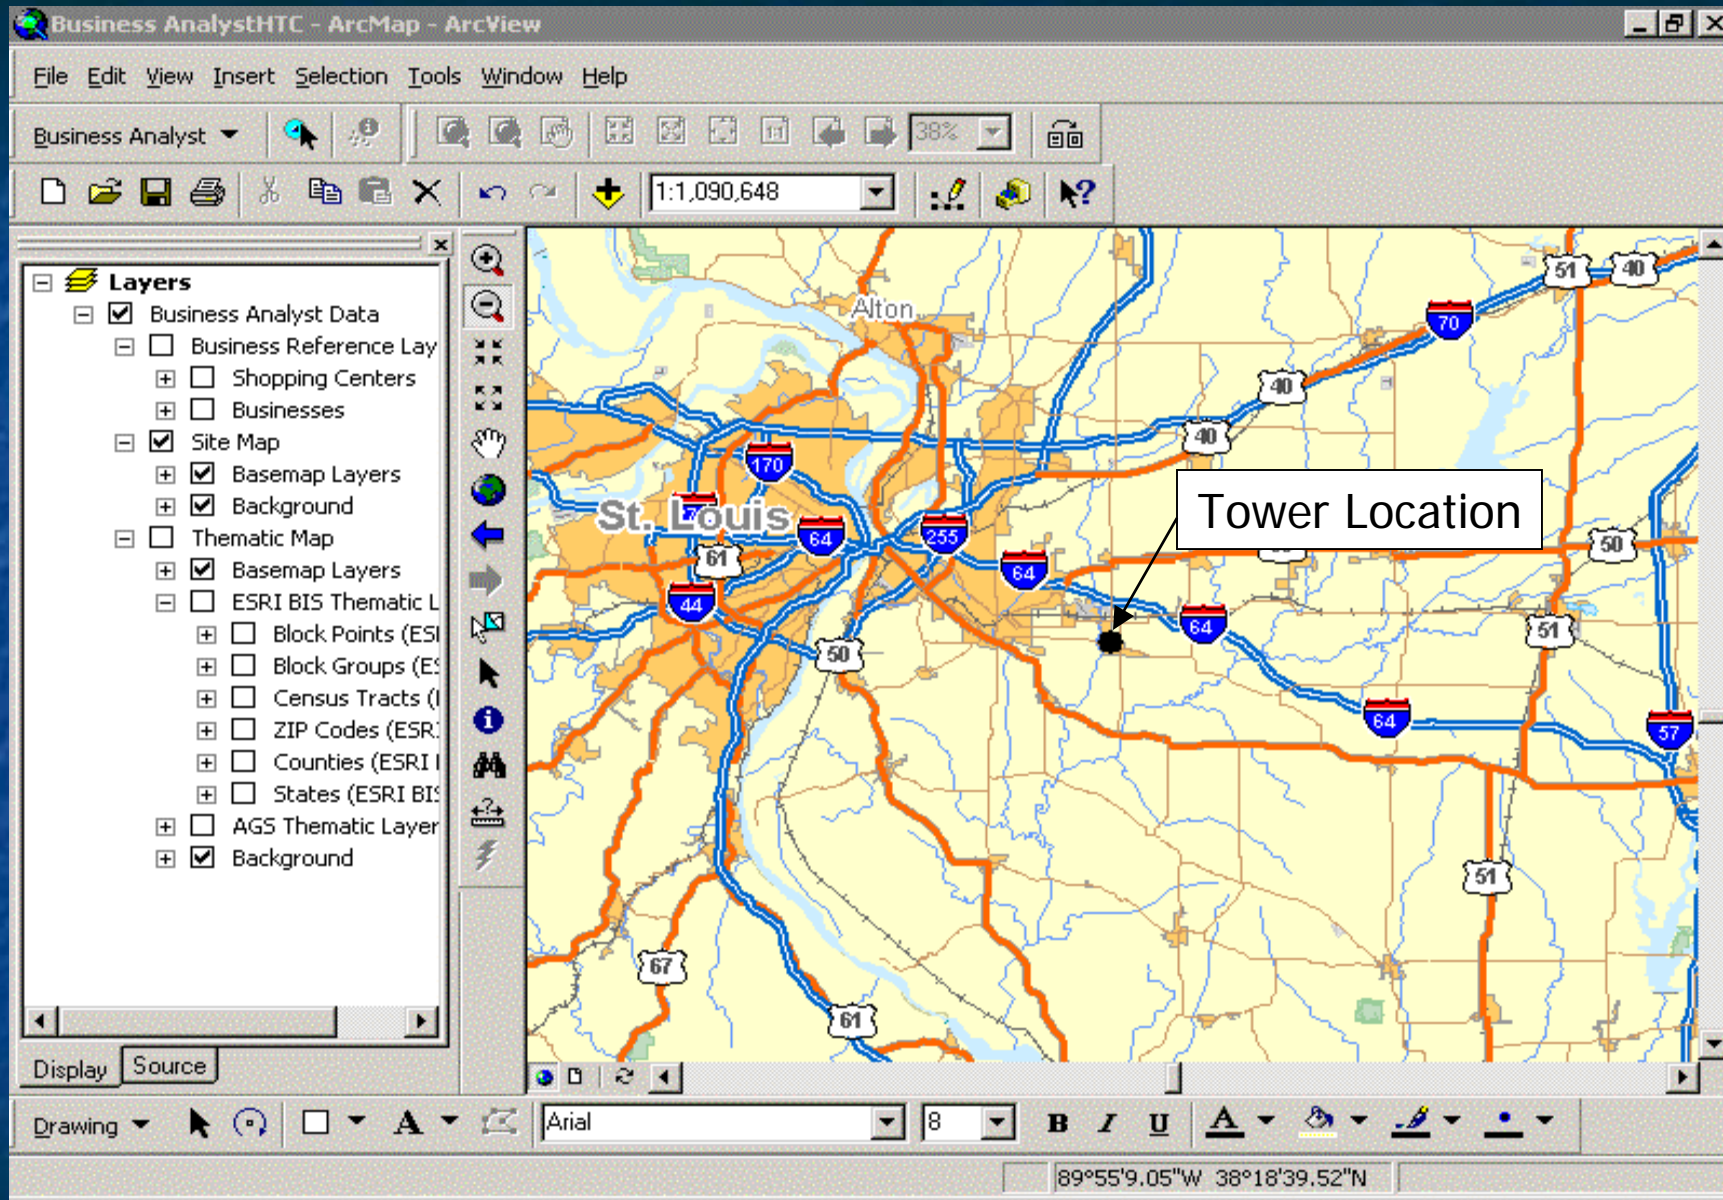 Business AnalystHTC - ArcMap - ArcView
File Edit View Insert Selection Tools Window Help
Business Analyst
1:1
38%
1:1,090,648
Layers
Business Analyst Data
Business Reference Lay
Shopping Centers
Businesses
Site Map
Basemap Layers
Background
Thematic Map
Basemap Layers
ESRI BIS Thematic L
Block Points (ESI
Block Groups (E
Census Tracts (
ZIP Codes (ESR
Counties (ESRI
States (ESRI BI
AGS Thematic Layer
Background
Display Source
51 40
Alton
70
40
40
170
St. Louis
Tower Location
64
255
50
61
64
44
64
51
50
64
57
51
67
61
Drawing
A
Arial
8
B I U A
89°55'9.05"W 38°18'39.52"N